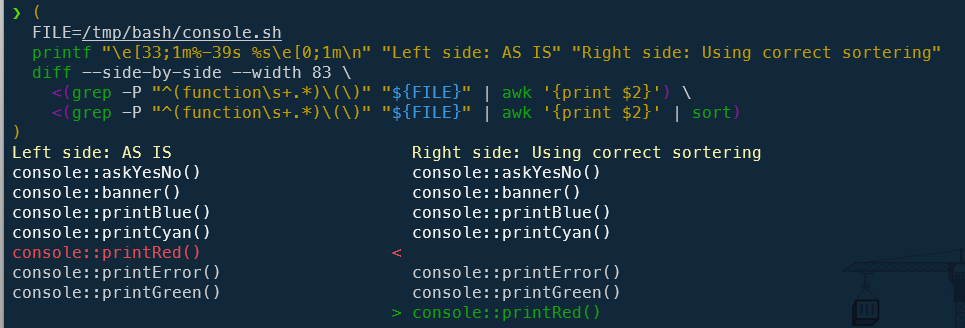 ❯ (
  FILE=/tmp/bash/console.sh
  printf "\e[33;1m%-39s %s\e[0;1m\n" "Left side: AS IS" "Right side: Using correct sortering"
  diff --side-by-side --width 83 \
    <(grep -P "^(function\s+.*)\(\)" "${FILE}" | awk '{print $2}') \
    <(grep -P "^(function\s+.*)\(\)" "${FILE}" | awk '{print $2}' | sort)
)
Left side: AS IS                        Right side: Using correct sortering
console::askYesNo()                     console::askYesNo()
console::banner()                       console::banner()
console::printBlue()                    console::printBlue()
console::printCyan()                    console::printCyan()
console::printRed()                   <
console::printError()                   console::printError()
console::printGreen()                   console::printGreen()
                                      > console::printRed()